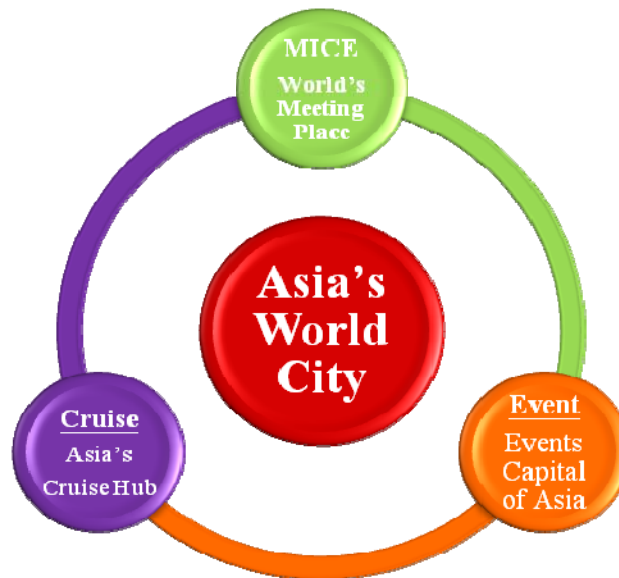 MICE
World's
Meeting
Place
Asia's
World
City
Cruise
Asia's
Cruise Hub
Event
Events
Capital
of Asia